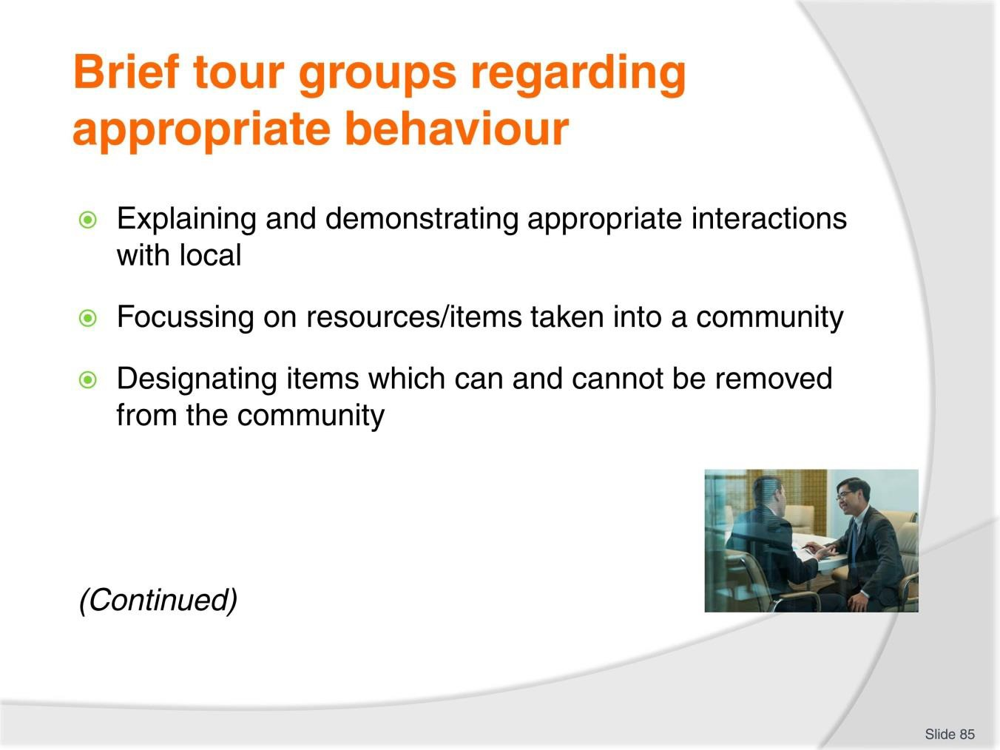 Brief tour groups regarding
appropriate behaviour
Explaining and demonstrating appropriate interactions
with local
Focussing on resources/items taken into a community
Designating items which can and cannot be removed
from the community
(Continued)
Slide 85